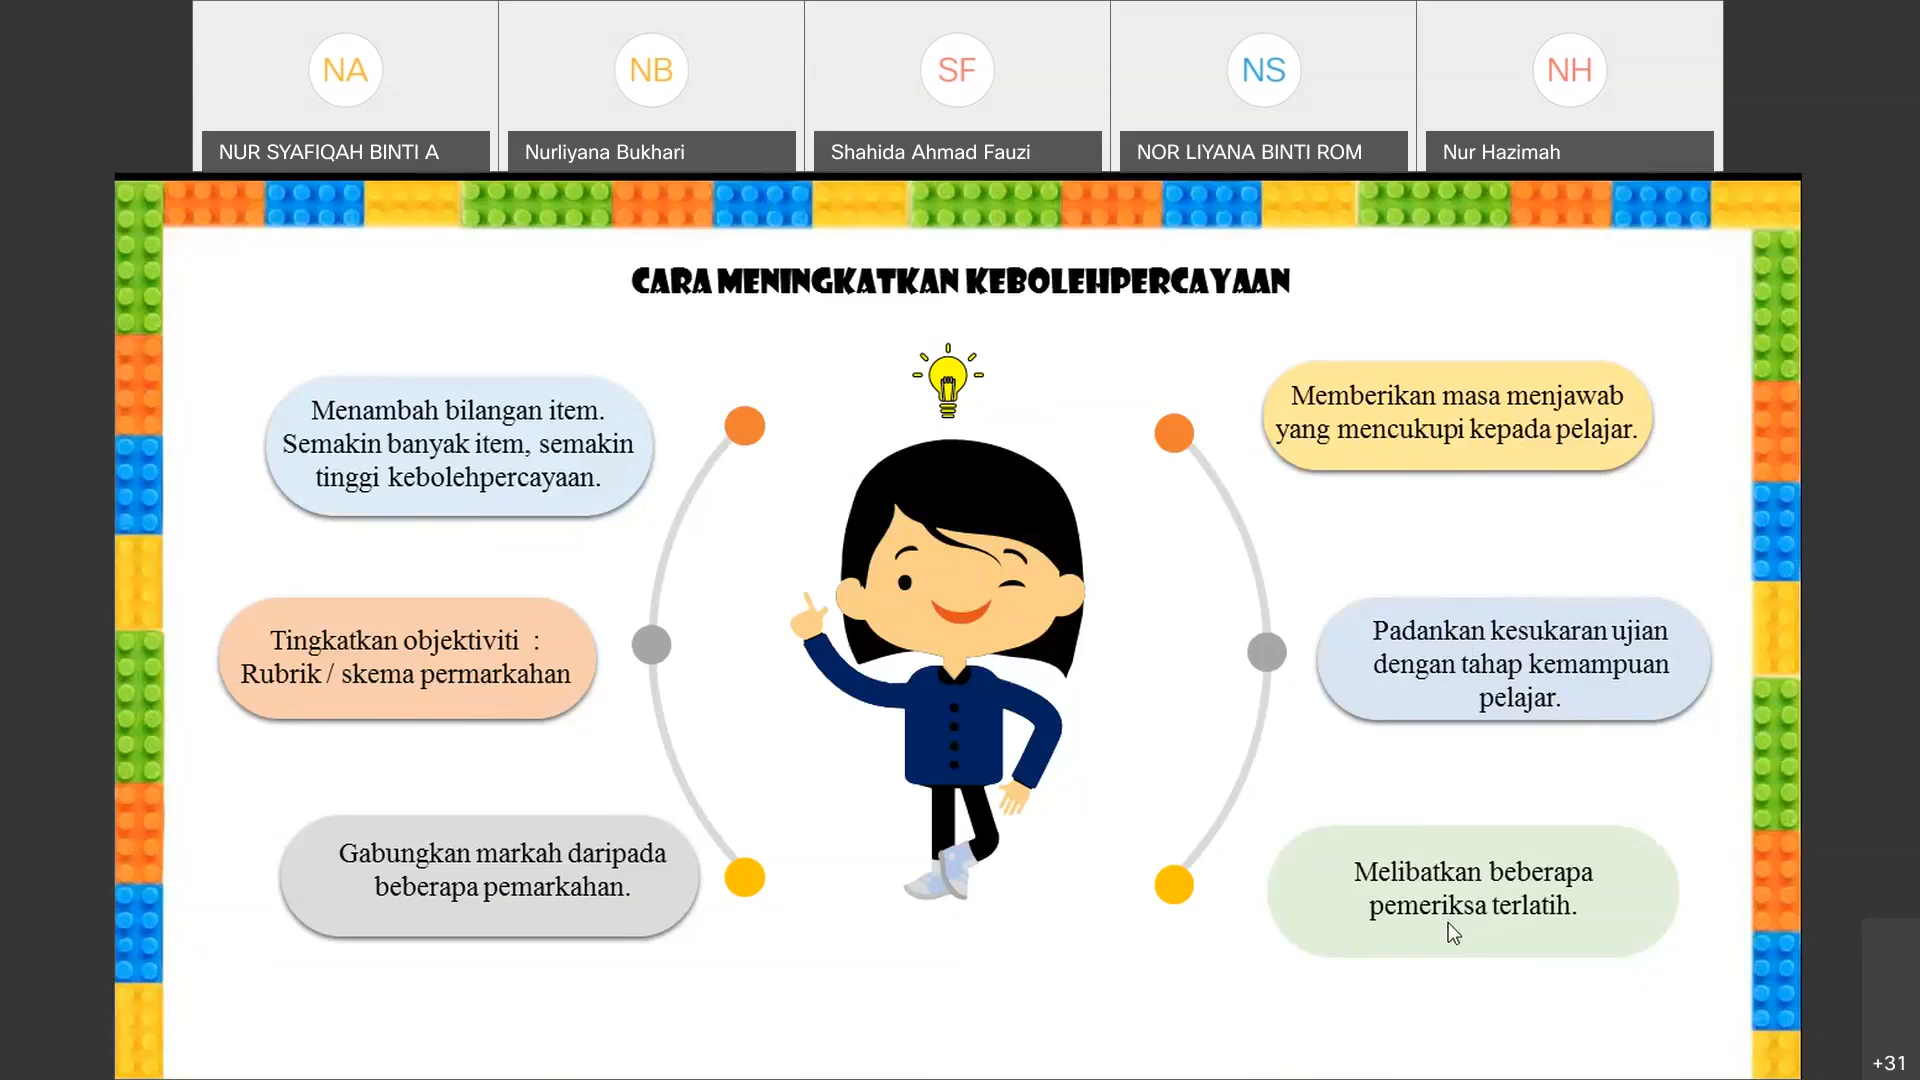 NA
NB
SF
NS
NH
NUR SYAFIQAH BINTI A
Nurliyana Bukhari
Shahida Ahmad Fauzi
NOR LIYANA BINTI ROM
Nur Hazimah
CARA MENINGKATKAN KEBOLEHPERCAYAAN
Menambah bilangan item.
Semakin banyak item, semakin
tinggi kebolehpercayaan.
Tingkatkan objektiviti :
Rubrik / skema permarkahan
Gabungkan markah daripada
beberapa pemarkahan.
Memberikan masa menjawab
yang mencukupi kepada pelajar.
Padankan kesukaran ujian
dengan tahap kemampuan
pelajar.
Melibatkan beberapa
pemeriksa terlatih.
+31